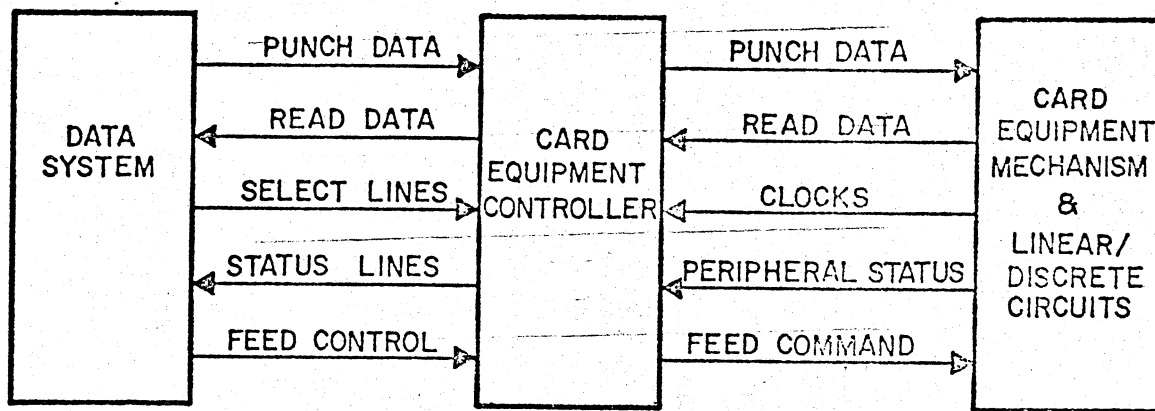 DATA
SYSTEM
PUNCH DATA
READ DATA
SELECT LINES
STATUS LINES
FEED CONTROL
CARD
EQUIPMENT
CONTROLLER
PUNCH DATA
READ DATA
CLOCKS
PERIPHERAL STATUS
FEED COMMAND
CARD
EQUIPMENT
MECHANISM
&
LINEAR/
DISCRETE
CIRCUITS